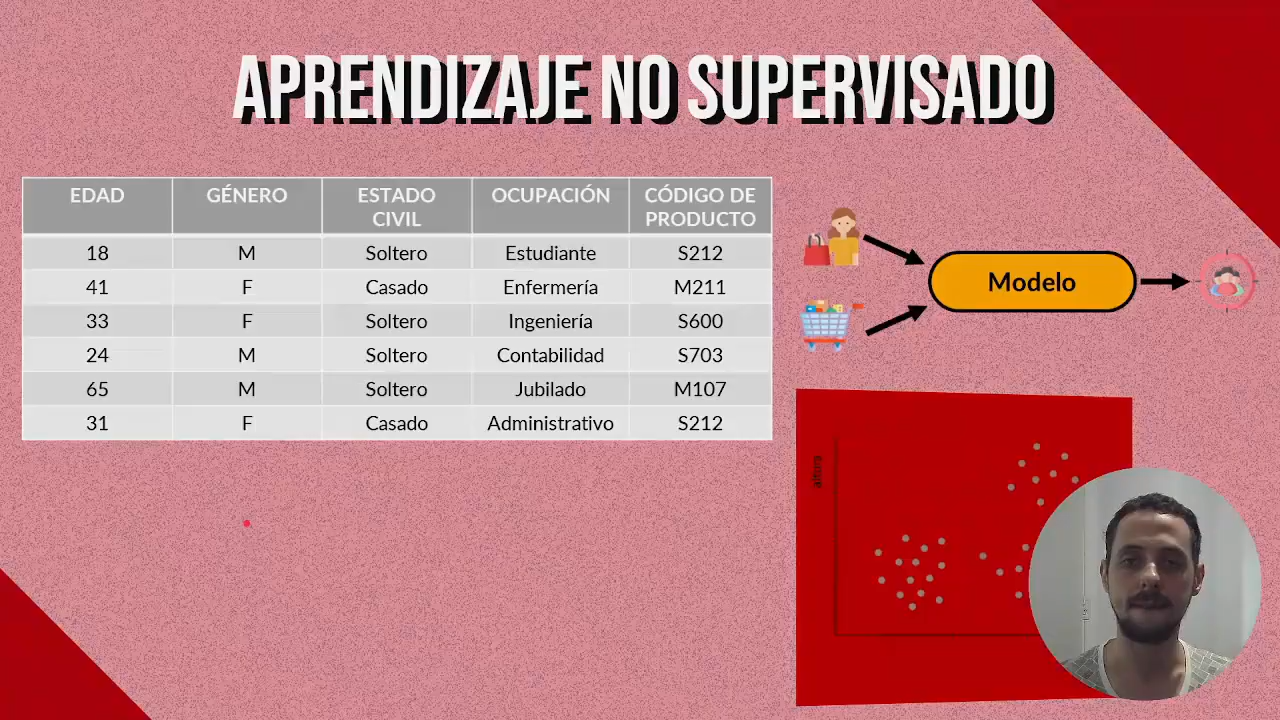 APRENDIZAJE NO SUPERVISADO
EDAD GÉNERO ESTADO CIVIL OCUPACIÓN CÓDIGO DE PRODUCTO
18 M Soltero Estudiante S212
41 F Casado Enfermería M211
33 F Soltero Ingeniería S600
24 M Soltero Contabilidad S703
65 M Soltero Jubilado M107
31 F Casado Administrativo S212
Modelo
altura